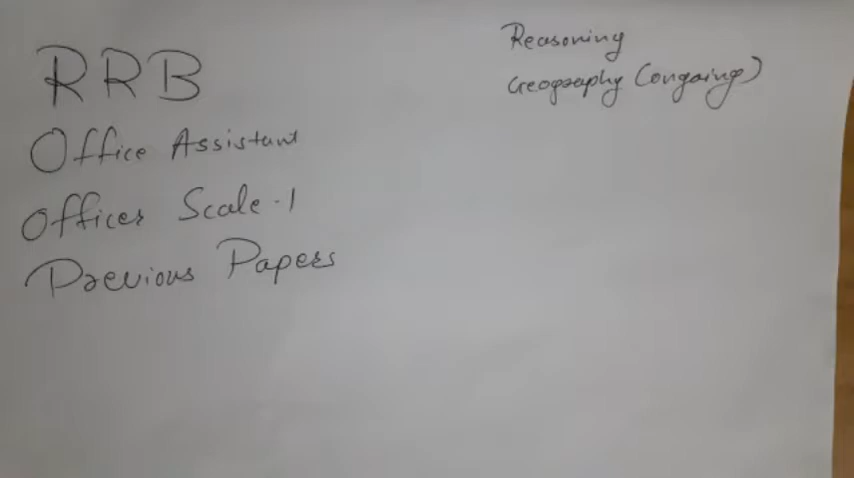 RRB
Office Assistant
Officer Scale-1
Previous Papers
Reasoning
Geography (ongoing)